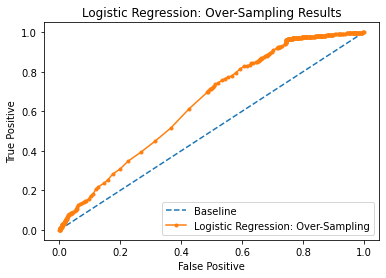 Logistic Regression: Over-Sampling Results
True Positive
1.0
0.8
0.6
0.4
0.2
0.0
Baseline
Logistic Regression: Over-Sampling
0.0 0.2 0.4 0.6 0.8 1.0
False Positive